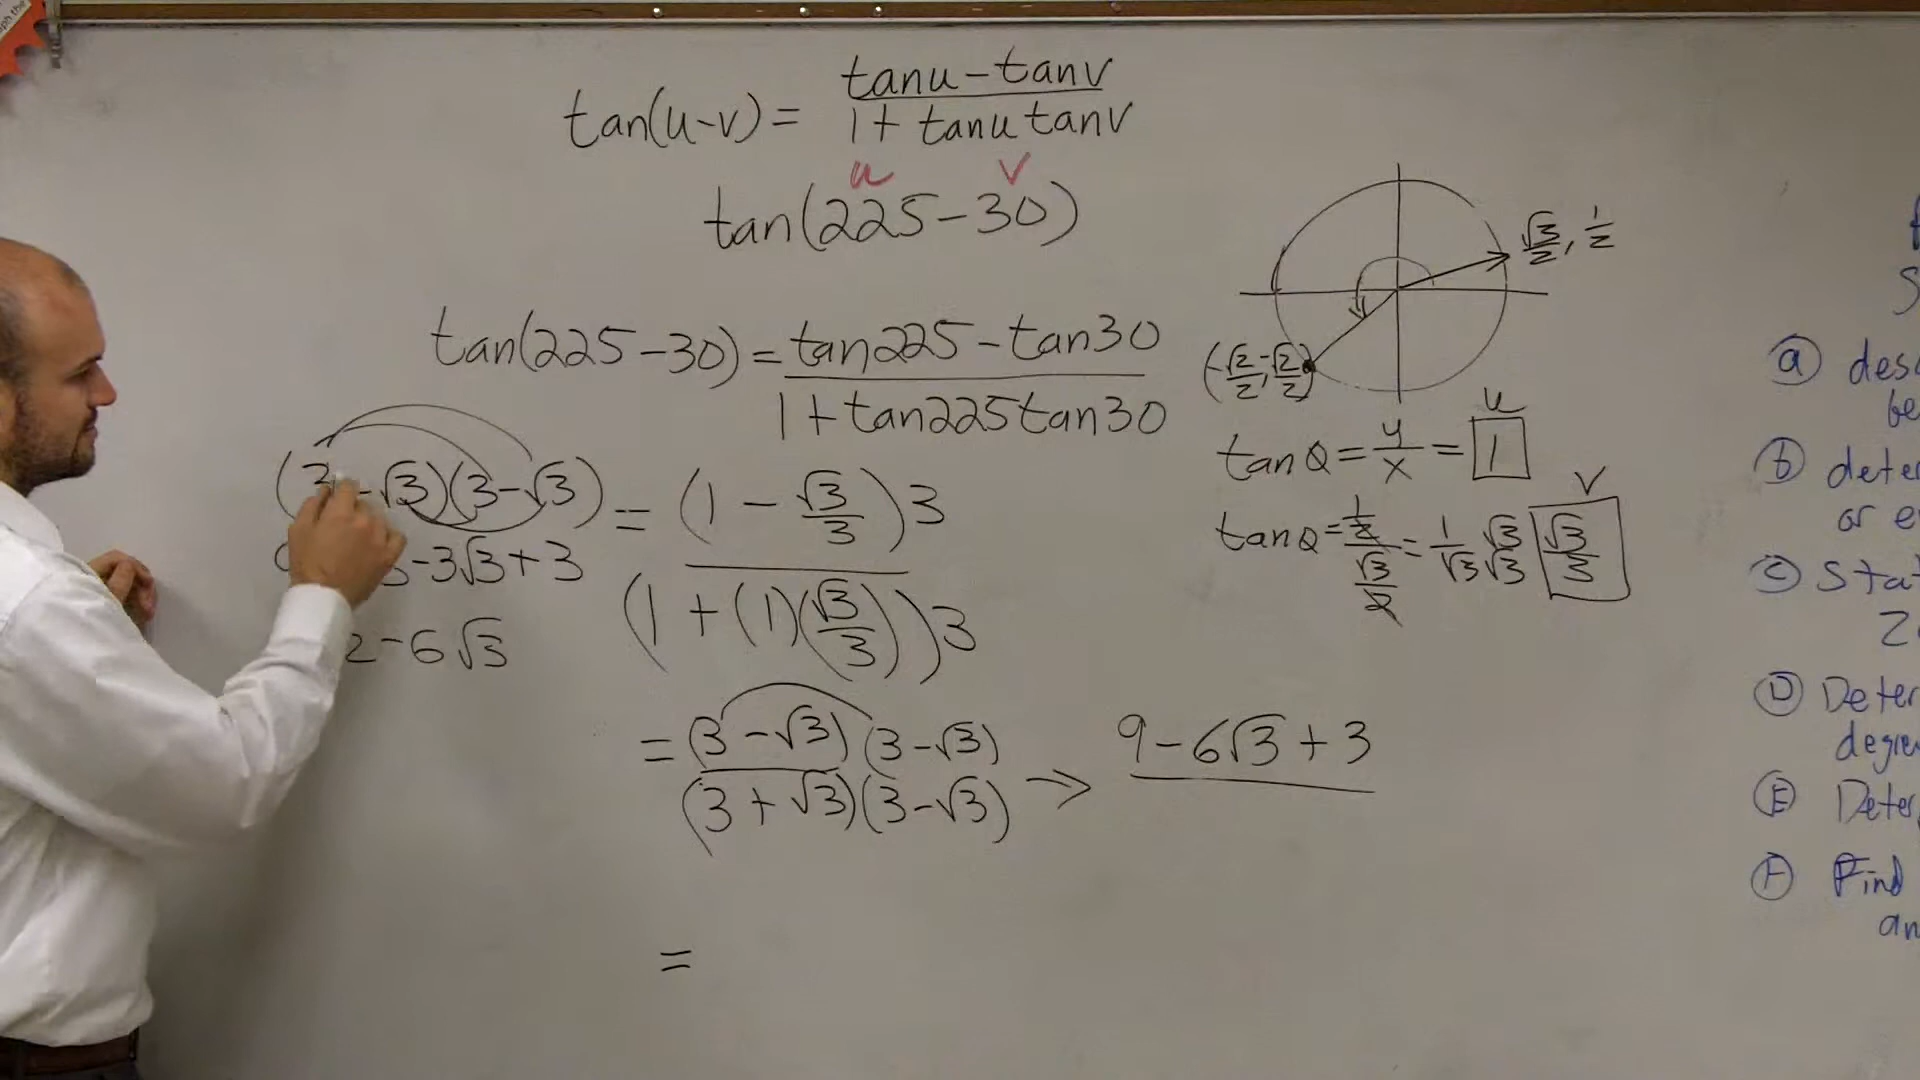 tan(u-v) = tanu - tanv
1 + tanu tanv
u v
tan(225-30)
√3/2, 1/2
tan(225-30) = tan225 - tan30
1 + tan225tan30
(-√2/2, -√2/2)
u
tanθ = y/x = 1
v
tanθ = 1/2 / √3/2 = 1/√3 √3/√3 √3/3
(3-√3)(3-√3) = (1 - √3/3)3
(1 + (1)(√3/3))3
-3√3+3
2-6√3
= (3-√3)(3-√3)
(3+√3)(3-√3) → 9-6√3+3
=
a
b
or
c
D
E
F Find